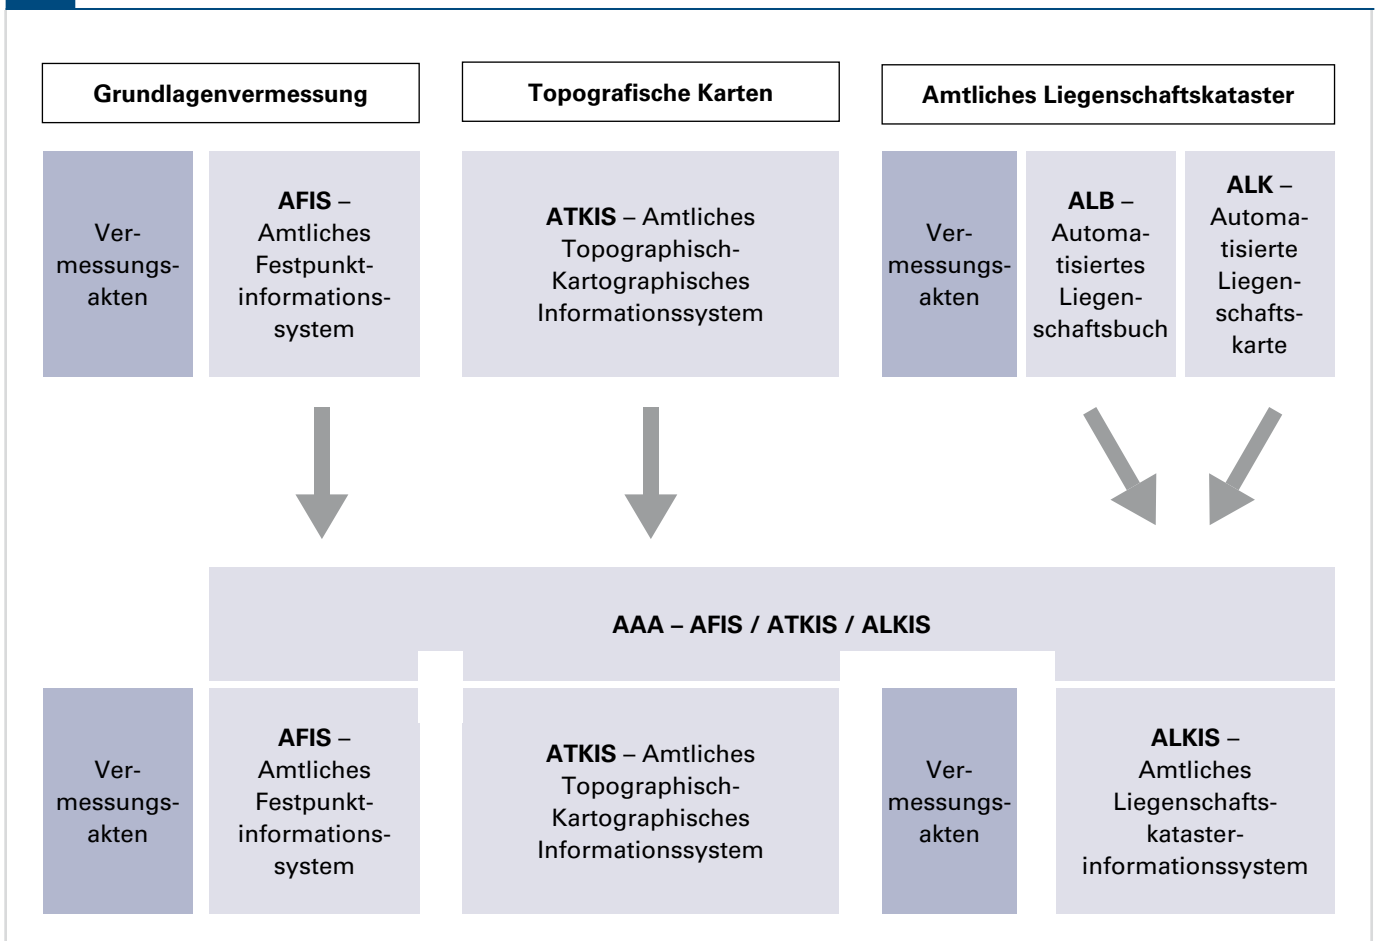 Grundlagenvermessung
Topografische Karten
Amtliches Liegenschaftskataster
Ver-
messungs-
akten
AFIS –
Amtliches
Festpunkt-
informations-
system
ATKIS – Amtliches
Topographisch-
Kartographisches
Informationssystem
Ver-
messungs-
akten
ALB –
Automa-
tisiertes
Liegen-
schaftsbuch
ALK –
Automa-
tisierte
Liegen-
schafts-
karte
AAA – AFIS / ATKIS / ALKIS
Ver-
messungs-
akten
AFIS –
Amtliches
Festpunkt-
informations-
system
ATKIS – Amtliches
Topographisch-
Kartographisches
Informationssystem
Ver-
messungs-
akten
ALKIS –
Amtliches
Liegenschafts-
kataster-
informationssystem